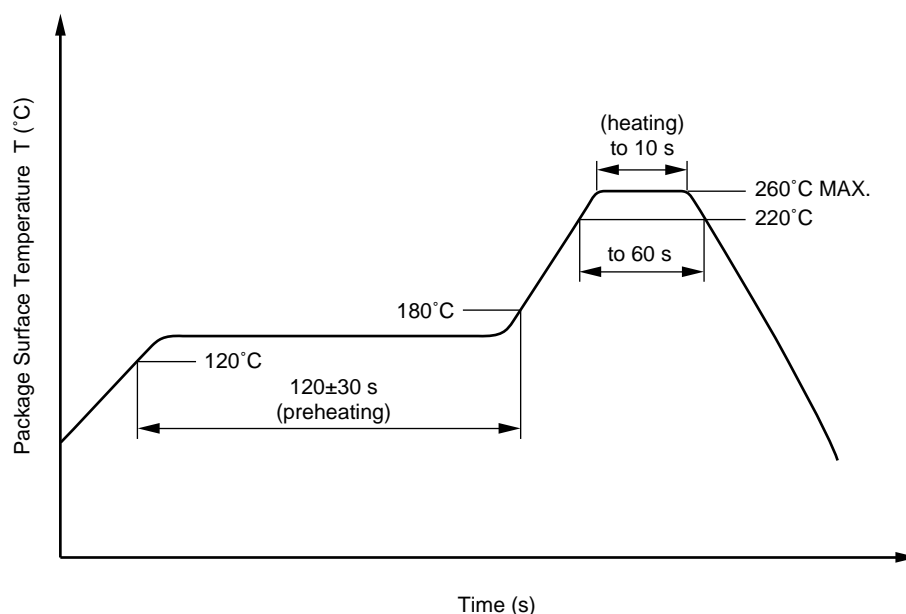 Package Surface Temperature T (˚C)
(heating)
to 10 s
260˚C MAX.
220˚C
to 60 s
180˚C
120˚C
120±30 s
(preheating)
Time (s)